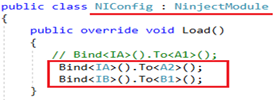 public class NIConfig : NinjectModule
{
public override void Load()
{
// Bind<IA>().To<A1>();
Bind<IA>().To<A2>();
Bind<IB>().To<B1>();